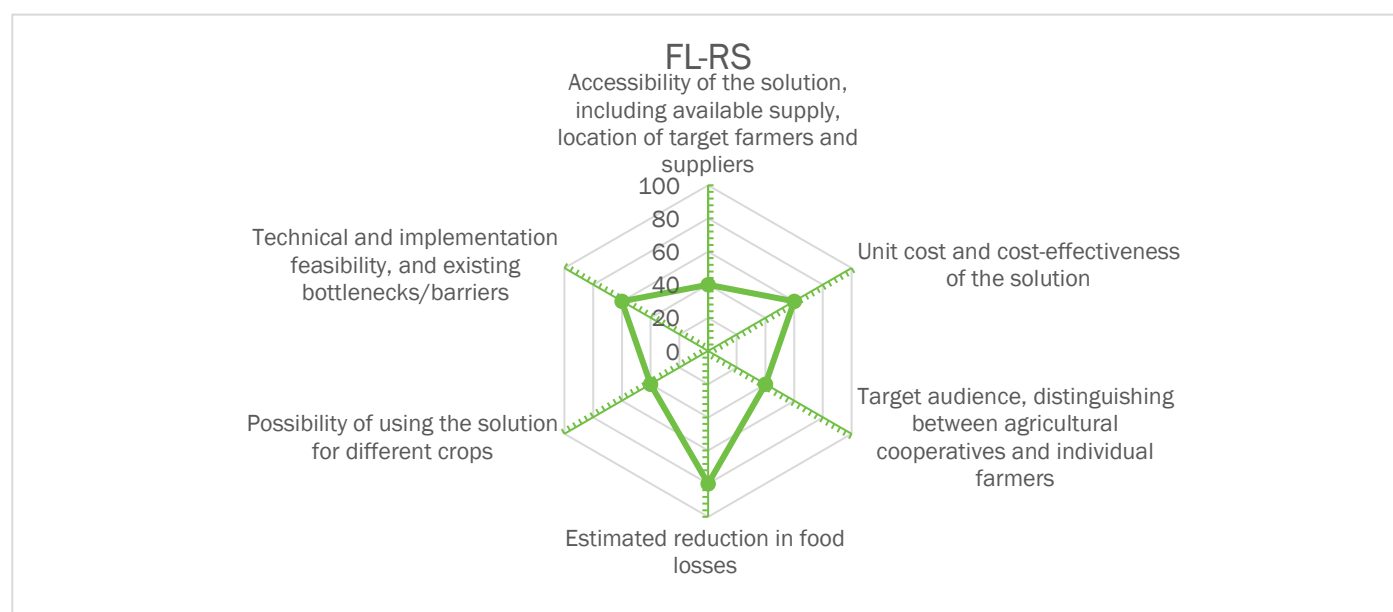 FL-RS
Accessibility of the solution,
including available supply,
location of target farmers and
suppliers
100
80
60
40
20
0
Unit cost and cost-effectiveness
of the solution
Target audience, distinguishing
between agricultural
cooperatives and individual
farmers
Estimated reduction in food
losses
Possibility of using the solution
for different crops
Technical and implementation
feasibility, and existing
bottlenecks/barriers